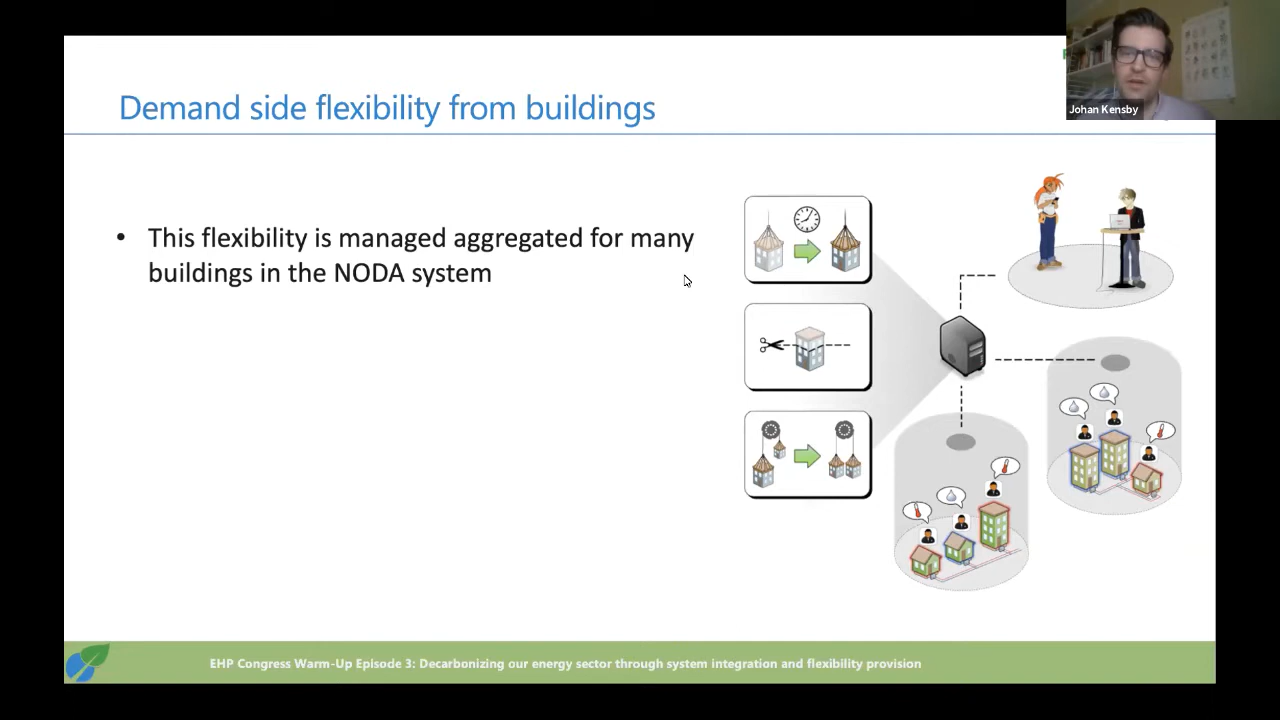 Demand side flexibility from buildings
Johan Kensby
• This flexibility is managed aggregated for many
buildings in the NODA system
EHP Congress Warm-Up Episode 3: Decarbonizing our energy sector through system integration and flexibility provision